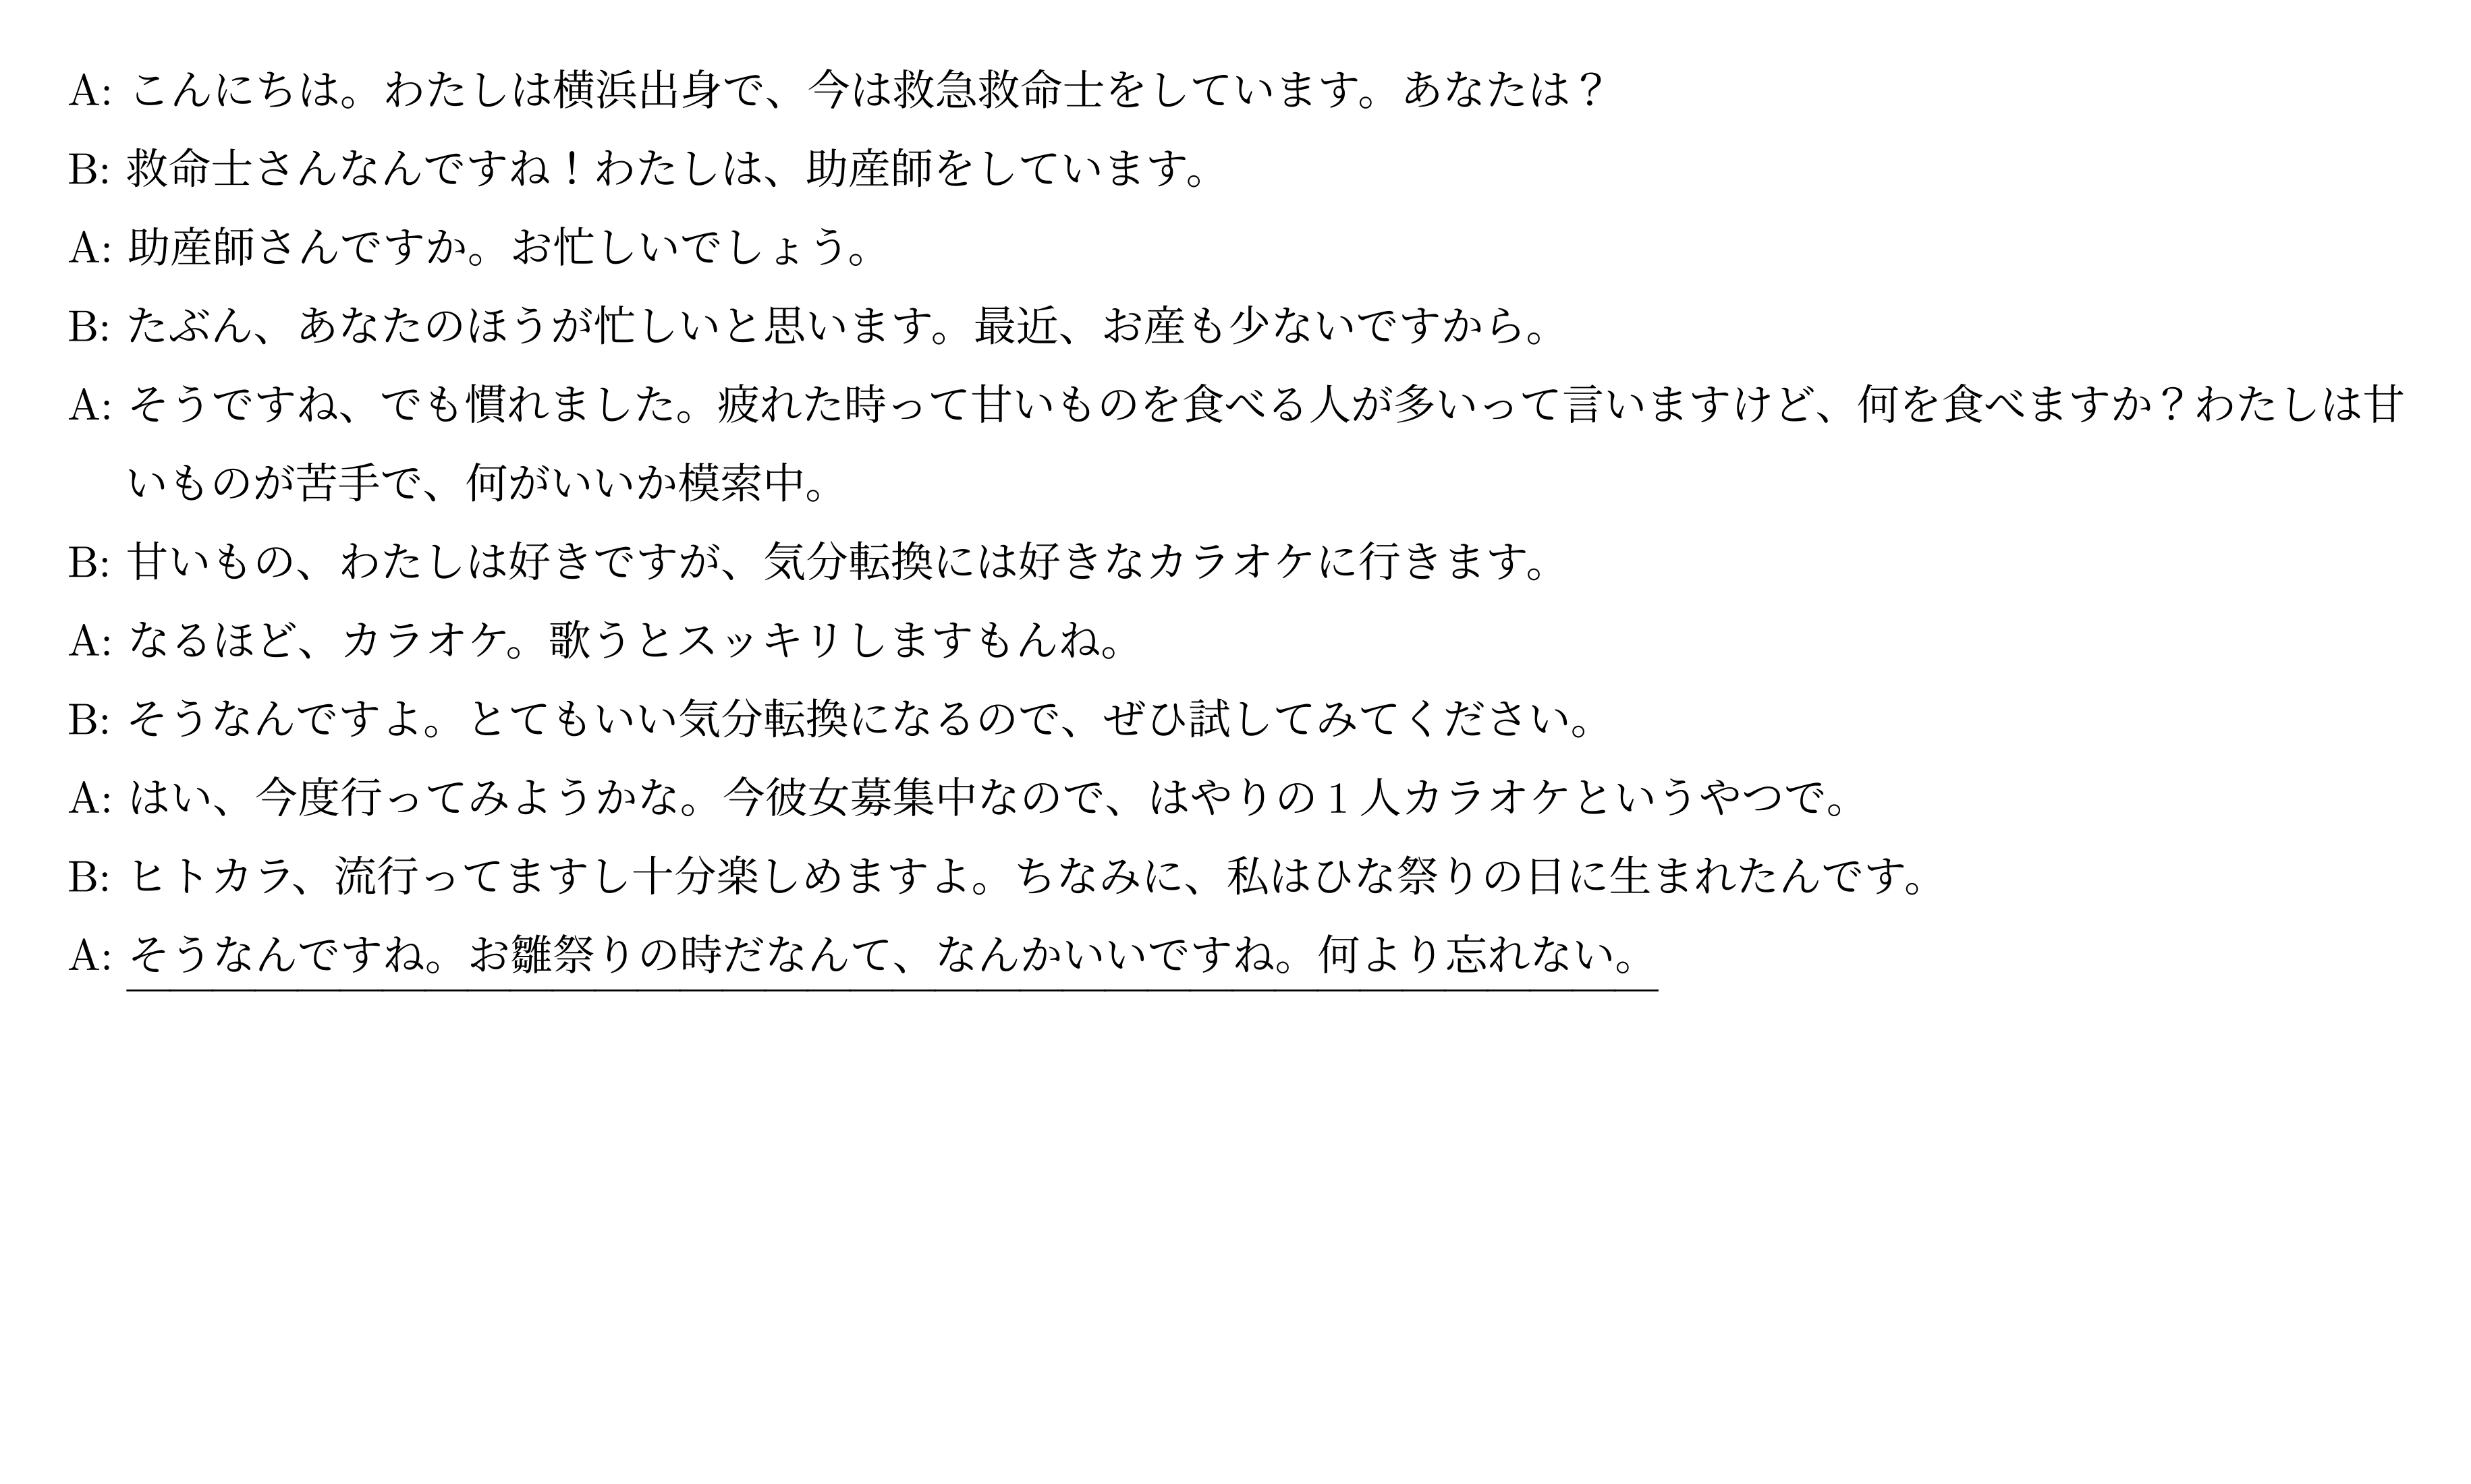 A: こんにちは。わたしは横浜出身で、今は救急救命士をしています。あなたは？
B: 救命士さんなんですね！わたしは、助産師をしています。
A: 助産師さんですか。お忙しいでしょう。
B: たぶん、あなたのほうが忙しいと思います。最近、お産も少ないですから。
A: そうですね、でも慣れました。疲れた時って甘いものを食べる人が多いって言いますけど、何を食べますか？わたしは甘
いものが苦手で、何がいいか模索中。
B: 甘いもの、わたしは好きですが、気分転換には好きなカラオケに行きます。
A: なるほど、カラオケ。歌うとスッキリしますもんね。
B: そうなんですよ。とてもいい気分転換になるので、ぜひ試してみてください。
A: はい、今度行ってみようかな。今彼女募集中なので、はやりの 1 人カラオケというやつで。
B: ヒトカラ、流行ってますし十分楽しめますよ。ちなみに、私はひな祭りの日に生まれたんです。
A: そうなんですね。お雛祭りの時だなんて、なんかいいですね。何より忘れない。